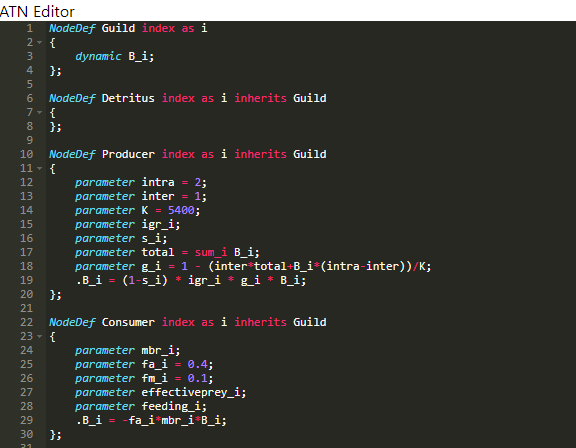 ATN Editor
1 NodeDef Guild index as i
2 {
3 dynamic B_i;
4 };
5
6 NodeDef Detritus index as i inherits Guild
7 {
8 };
9
10 NodeDef Producer index as i inherits Guild
11 {
12 parameter intra = 2;
13 parameter inter = 1;
14 parameter K = 5400;
15 parameter igr_i;
16 parameter s_i;
17 parameter total = sum_i B_i;
18 parameter g_i = 1 - (inter*total+B_i*(intra-inter))/K;
19 .B_i = (1-s_i) * igr_i * g_i * B_i;
20 };
21
22 NodeDef Consumer index as i inherits Guild
23 {
24 parameter mbr_i;
25 parameter fa_i = 0.4;
26 parameter fm_i = 0.1;
27 parameter effectiveprey_i;
28 parameter feeding_i;
29 .B_i = -fa_i*mbr_i*B_i;
30 };
31